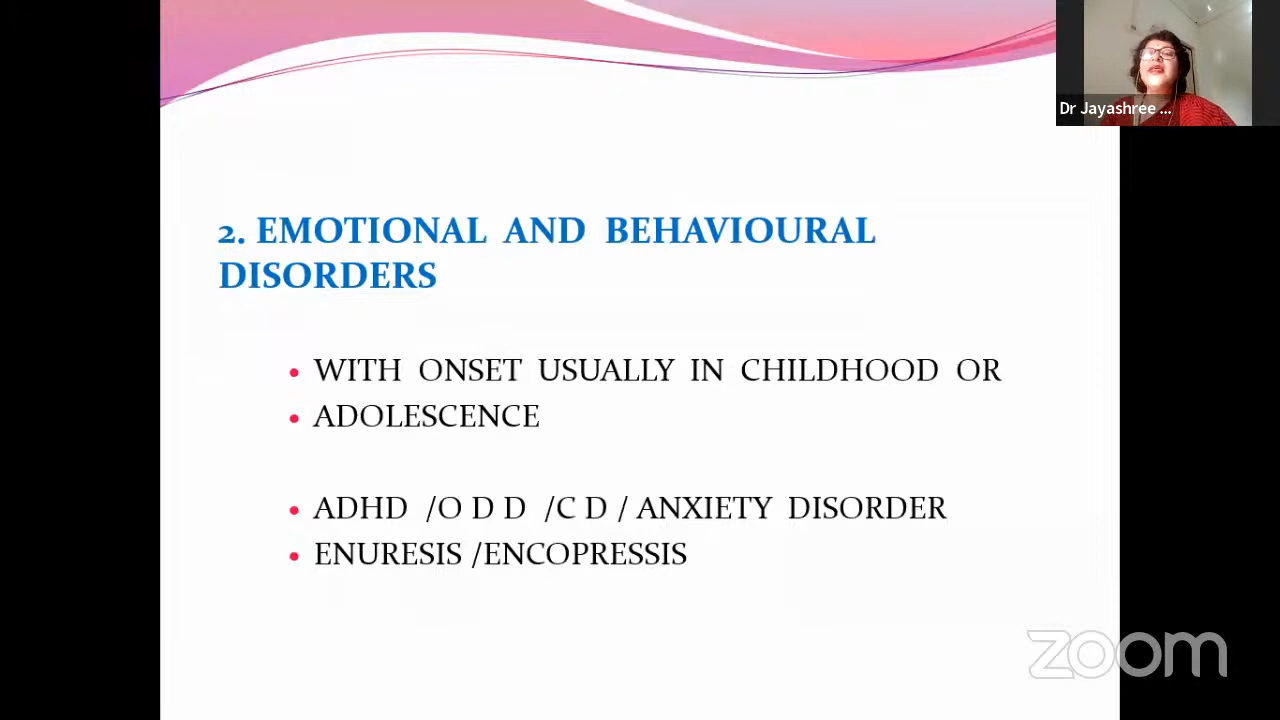 Dr Jayashree ...
2. EMOTIONAL AND BEHAVIOURAL
DISORDERS
• WITH ONSET USUALLY IN CHILDHOOD OR
• ADOLESCENCE
• ADHD /O D D /C D / ANXIETY DISORDER
• ENURESIS /ENCOPRESSIS
zoom